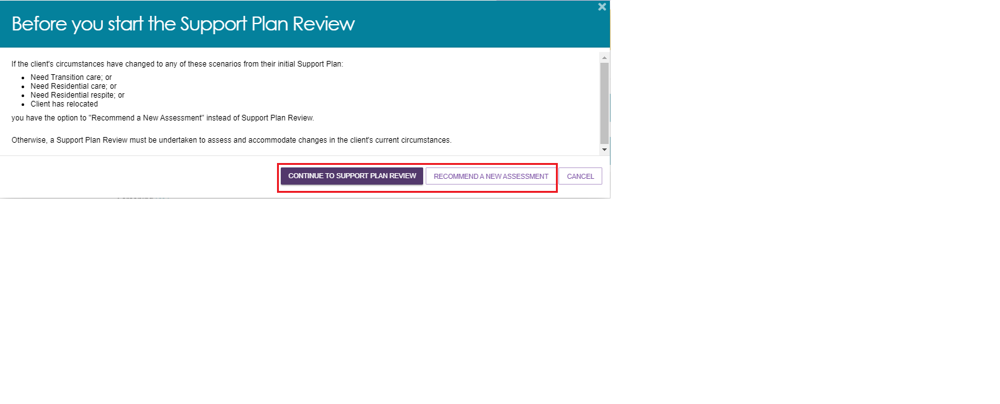 Before you start the Support Plan Review
If the client's circumstances have changed to any of these scenarios from their initial Support Plan:
Need Transition care; or
Need Residential care; or
Need Residential respite; or
Client has relocated
you have the option to "Recommend a New Assessment" instead of Support Plan Review.
Otherwise, a Support Plan Review must be undertaken to assess and accommodate changes in the client's current circumstances.
CONTINUE TO SUPPORT PLAN REVIEW RECOMMEND A NEW ASSESSMENT CANCEL